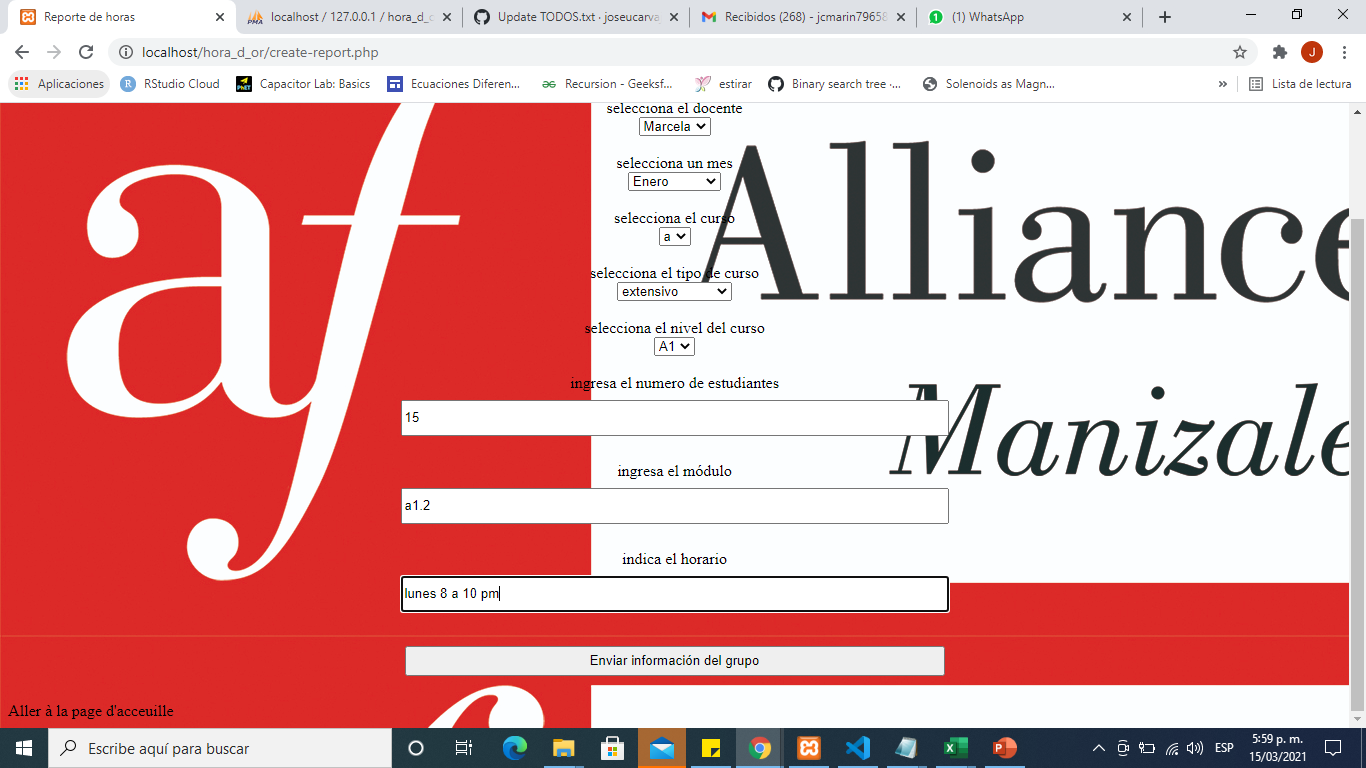 Reporte de horas
localhost / 127.0.0.1 / hora_d_o
Update TODOS.txt · joseucarva
Recibidos (268) - jcmarin79658
(1) WhatsApp
localhost/hora_d_or/create-report.php
J
Aplicaciones
R
RStudio Cloud
PhET
Capacitor Lab: Basics
Ecuaciones Diferen...
Recursion - Geeksf...
estirar
Binary search tree ·...
Solenoids as Magn...
»
Lista de lectura
af
Alliance
Manizale
selecciona el docente
Marcela
selecciona un mes
Enero
selecciona el curso
a
selecciona el tipo de curso
extensivo
selecciona el nivel del curso
A1
ingresa el numero de estudiantes
15
ingresa el módulo
a1.2
indica el horario
lunes 8 a 10 pm
Enviar información del grupo
Aller à la page d'acceuille
Escribe aquí para buscar
ESP
5:59 p. m.
15/03/2021